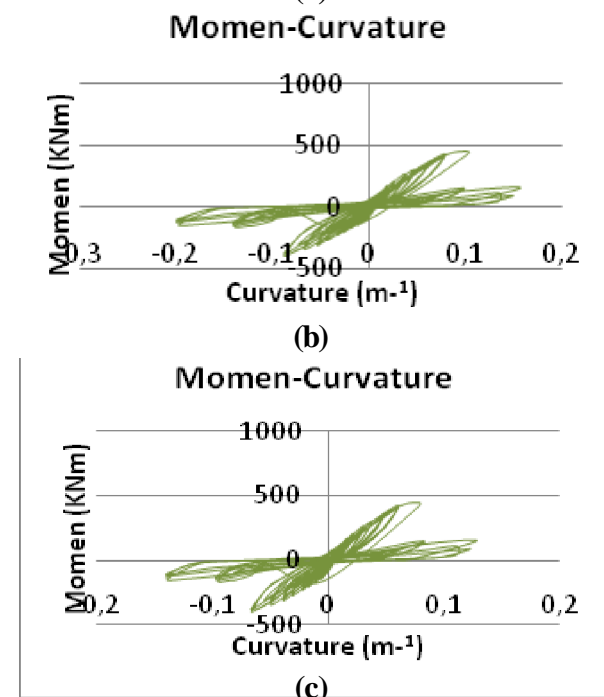 Momen-Curvature
1000
500
0
-500
Momen (KNm)
-0,3 -0,2 -0,1 0 0,1 0,2
Curvature (m-¹)
(b)
Momen-Curvature
1000
500
0
-500
Momen (KNm)
-0,2 -0,1 0 0,1 0,2
Curvature (m-¹)
(c)